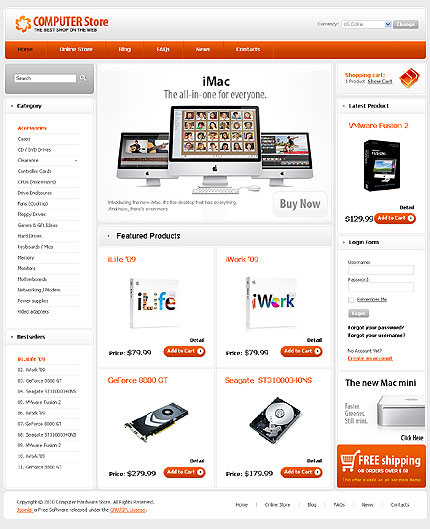 COMPUTER Store
THE BEST SHOP ON THE WEB
Currency: US Dollar Change
Home Online Store Blog FAQs News Contacts
Search
Category
Accessories
Cases
CD / DVD Drives
Clearance
Controller Cards
CPUs (Processors)
Drive Enclosures
Fans (Cooling)
Floppy Drives
Games & Gift Ideas
Hard Drives
Keyboards / Mice
Memory
Monitors
Motherboards
Networking / Modem
Power supplies
Video adapters
Bestsellers
01. iLife '09
02. iWork '09
03. GeForce 8800 GT
04. Seagate ST31000340NS
05. VMware Fusion 2
06. iWork '09
07. GeForce 8800 GT
08. Seagate ST31000340NS
09. VMware Fusion 2
10. iWork '09
11. GeForce 8800 GT
iMac
The all-in-one for everyone.
Introducing the new iMac. It's the desktop that has everything.
And now, there's even more
Buy Now
Featured Products
iLife '09
iLife
Detail
Price: $79.99 Add to Cart
iWork '09
iWork
Detail
Price: $79.99 Add to Cart
GeForce 8800 GT
Detail
Price: $279.99 Add to Cart
Seagate ST31000340NS
Detail
Price: $179.99 Add to Cart
Shopping cart:
1 Product Show Cart
Latest Product
VMware Fusion 2
FUSION
Detail
$129.99 Add to Cart
Login Form
Username:
Password:
Remember Me
Login
Forgot your password?
Forgot your username?
No Account Yet?
Create an account
The new Mac mini
Faster.
Greener.
Still mini.
Click Here
FREE shipping
ON ORDERS OVER $98
This offer is valid on all our store items
Copyright © 2010 Computer Hardware Store. All Rights Reserved.
Joomla! is Free Software released under the GNU/GPL License.
Home | Online Store | Blog | FAQs | News | Contacts